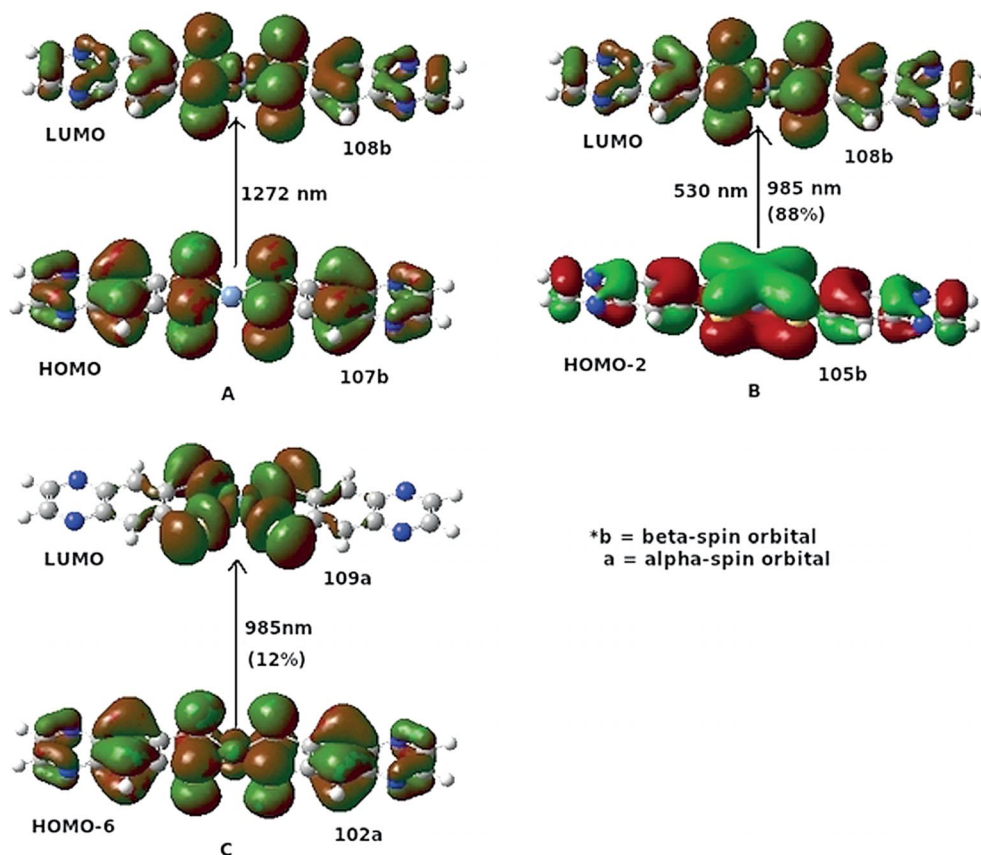 LUMO
108b
1272 nm
HOMO
107b
A
LUMO
108b
530 nm
985 nm
(88%)
HOMO-2
105b
B
LUMO
109a
985nm
(12%)
HOMO-6
102a
C
*b = beta-spin orbital
a = alpha-spin orbital